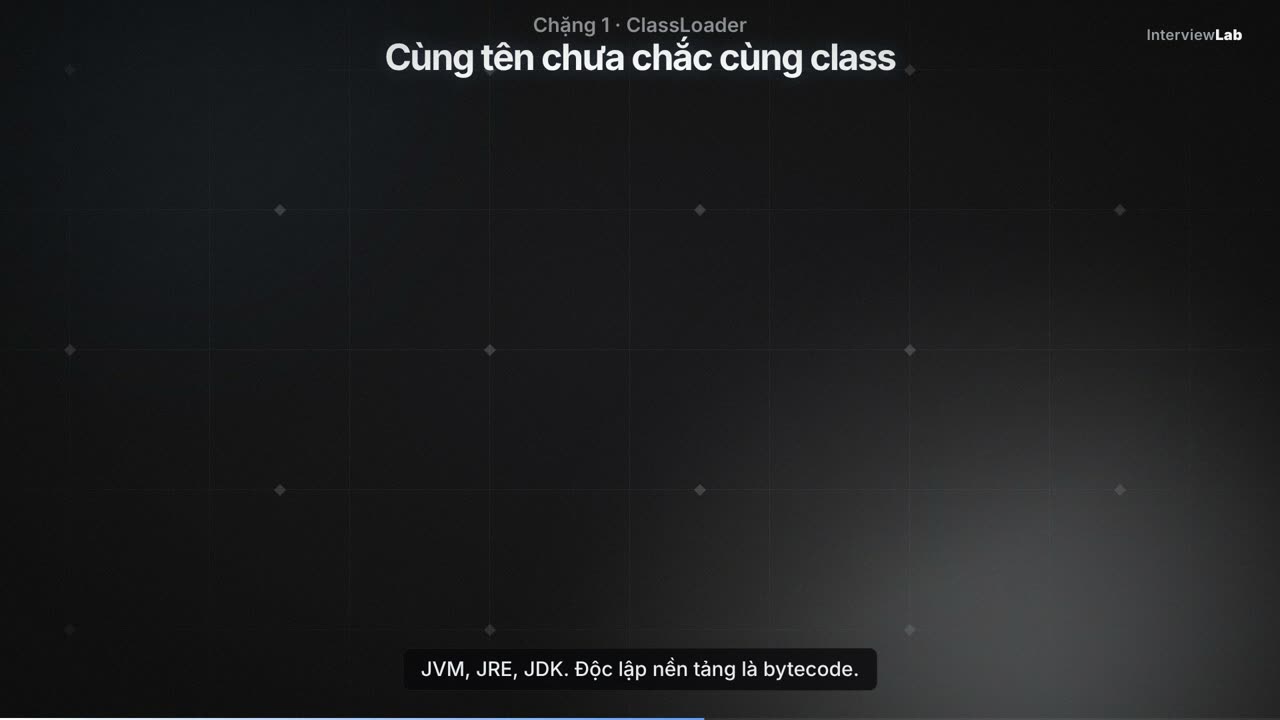 Chặng 1 · ClassLoader
Cùng tên chưa chắc cùng class
InterviewLab
JVM, JRE, JDK. Độc lập nền tảng là bytecode.